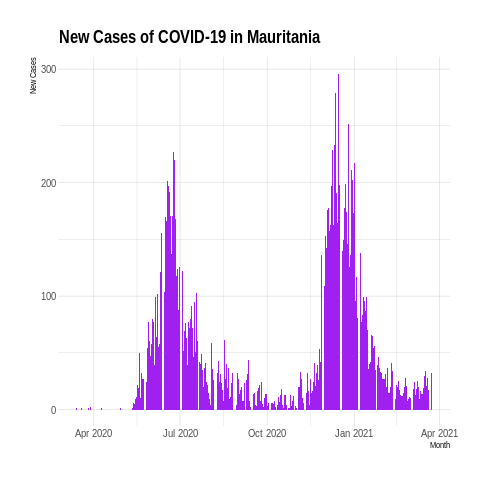 New Cases of COVID-19 in Mauritania
New Cases
300
200
100
0
Apr 2020 Jul 2020 Oct 2020 Jan 2021 Apr 2021
Month